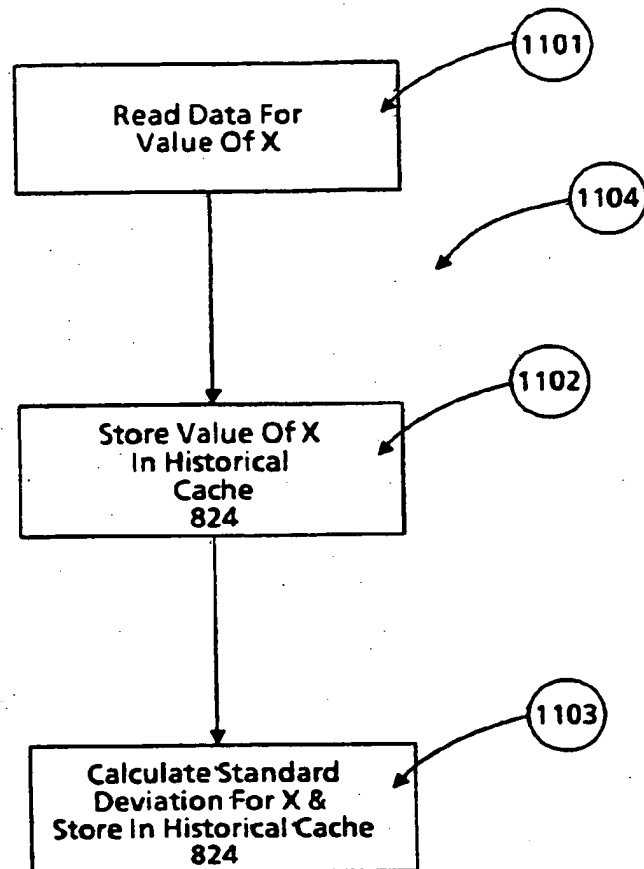 1101
Read Data For
Value Of X
1104
1102
Store Value Of X
In Historical
Cache
824
1103
Calculate Standard
Deviation For X &
Store In Historical Cache
824